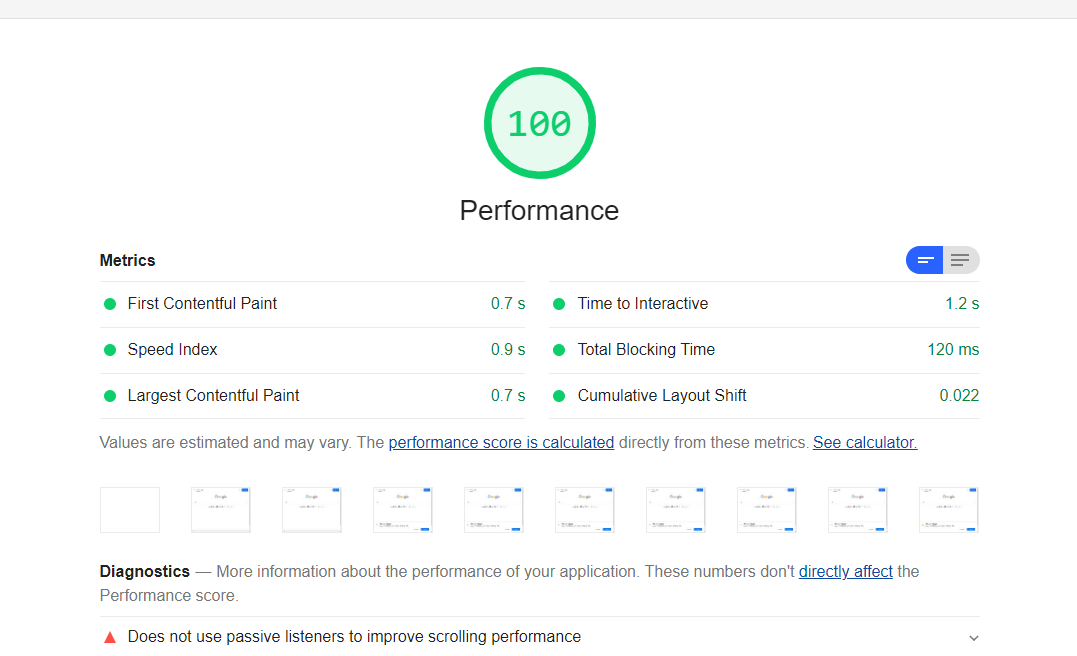 100
Performance
Metrics
First Contentful Paint 0.7 s
Time to Interactive 1.2 s
Speed Index 0.9 s
Total Blocking Time 120 ms
Largest Contentful Paint 0.7 s
Cumulative Layout Shift 0.022
Values are estimated and may vary. The performance score is calculated directly from these metrics. See calculator.
Diagnostics — More information about the performance of your application. These numbers don't directly affect the
Performance score.
Does not use passive listeners to improve scrolling performance